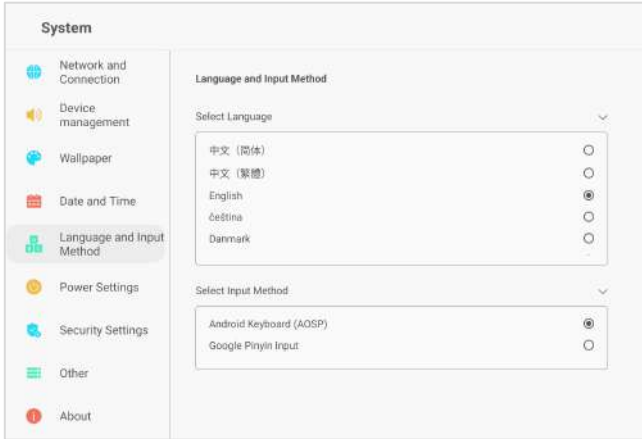 System
Network and
Connection
Device
management
Wallpaper
Date and Time
Language and Input
Method
Power Settings
Security Settings
Other
About
Language and Input Method
Select Language
中文（简体）
中文（繁體）
English
čeština
Danmark
Select Input Method
Android Keyboard (AOSP)
Google Pinyin Input